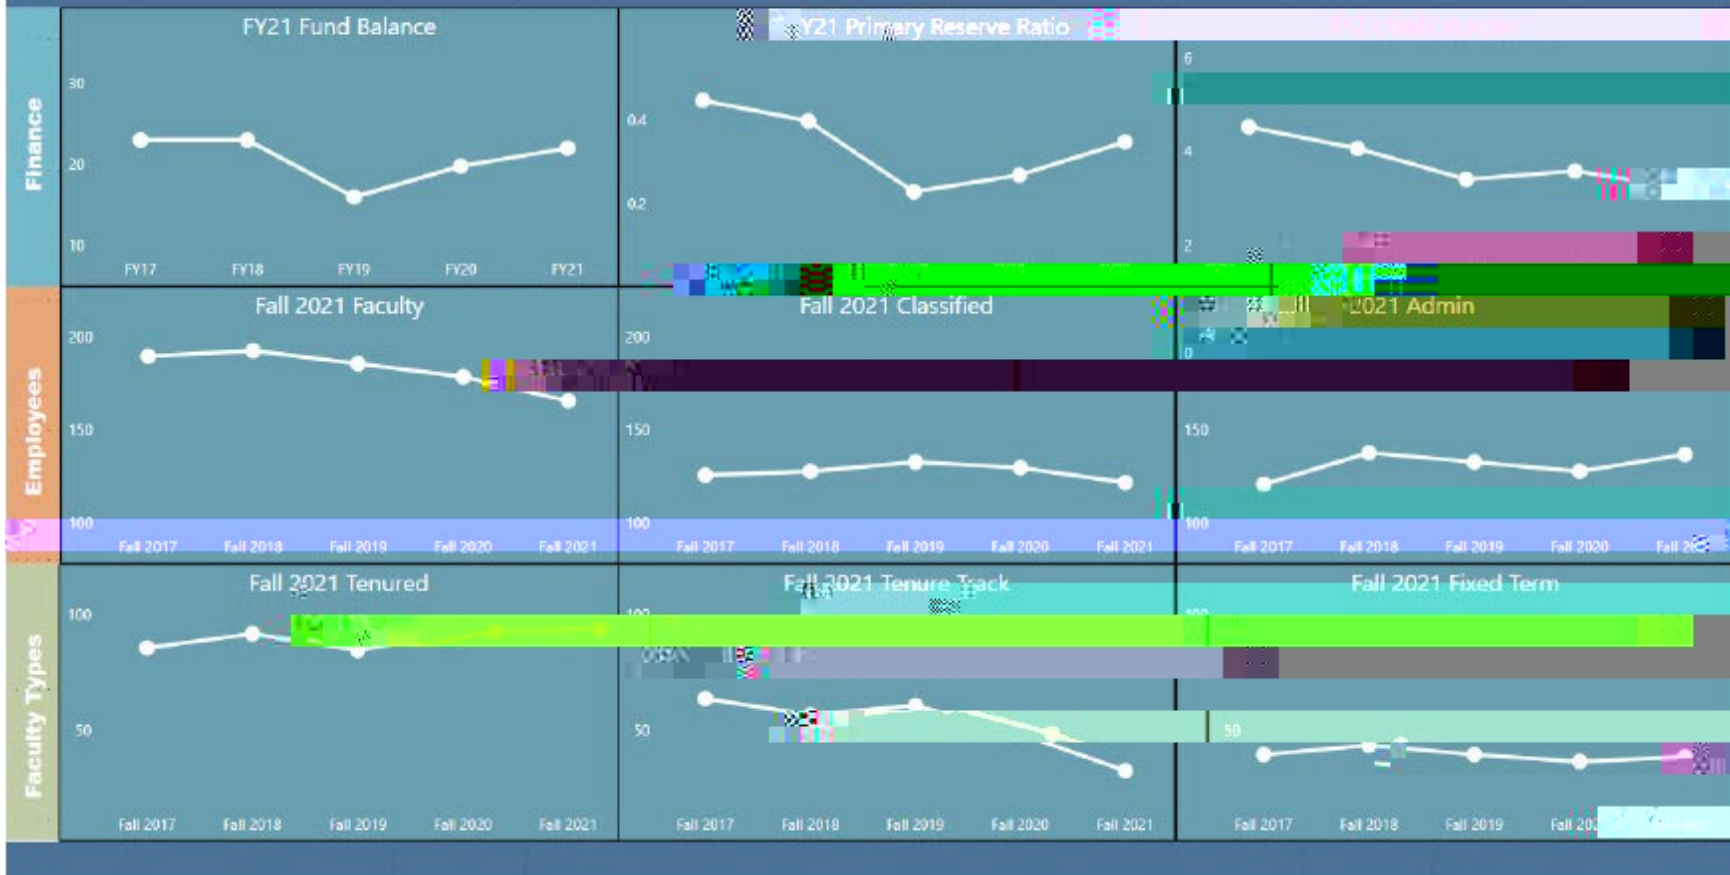 Finance
FY21 Fund Balance
30
20
10
FY17 FY18 FY19 FY20 FY21
Y21 Primary Reserve Ratio
0.4
0.2
6
4
2
0
Employees
Fall 2021 Faculty
200
150
100
Fall 2017 Fall 2018 Fall 2019 Fall 2020 Fall 2021
Fall 2021 Classified
200
150
100
Fall 2017 Fall 2018 Fall 2019 Fall 2020 Fall 2021
2021 Admin
150
100
Fall 2017 Fall 2018 Fall 2019 Fall 2020 Fall
Faculty Types
Fall 2021 Tenured
100
50
Fall 2017 Fall 2018 Fall 2019 Fall 2020 Fall 2021
Fall 2021 Tenure Track
100
50
Fall 2017 Fall 2018 Fall 2019 Fall 2020 Fall 2021
Fall 2021 Fixed Term
50
Fall 2017 Fall 2018 Fall 2019 Fall